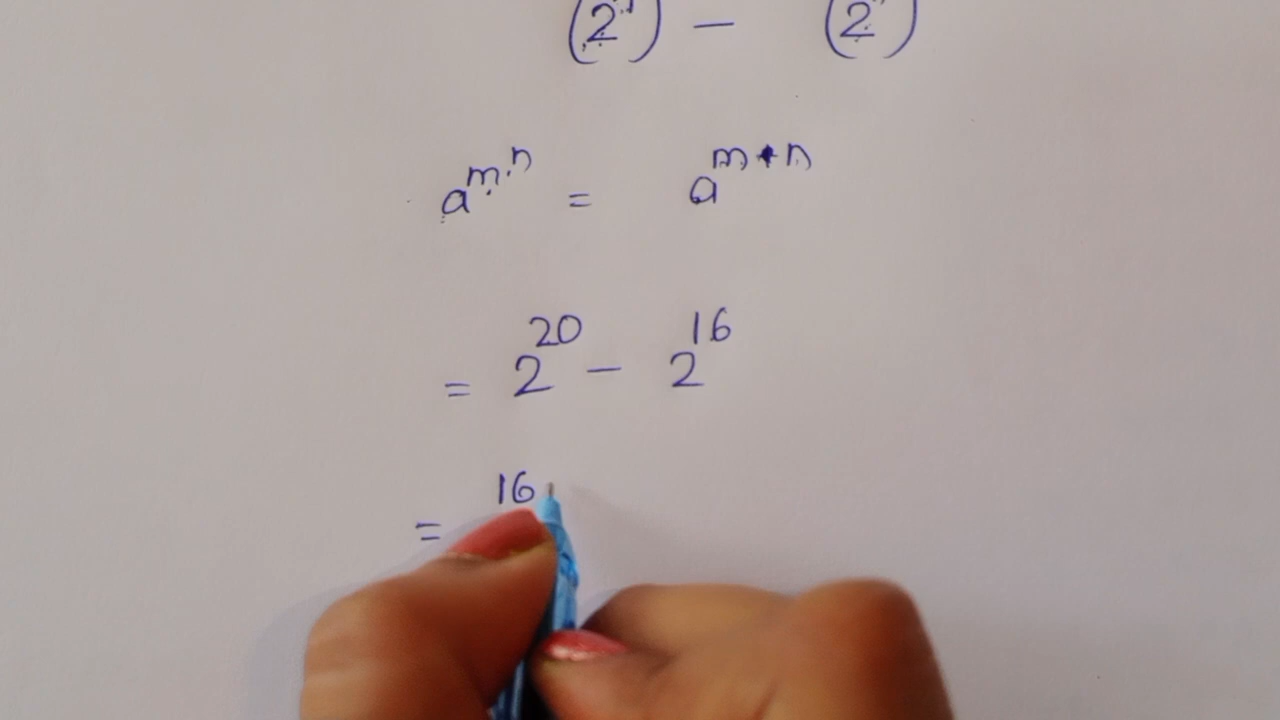 (2 ) - (2 )
a^m.n = a^m+n
= 2^20 - 2^16
= 16